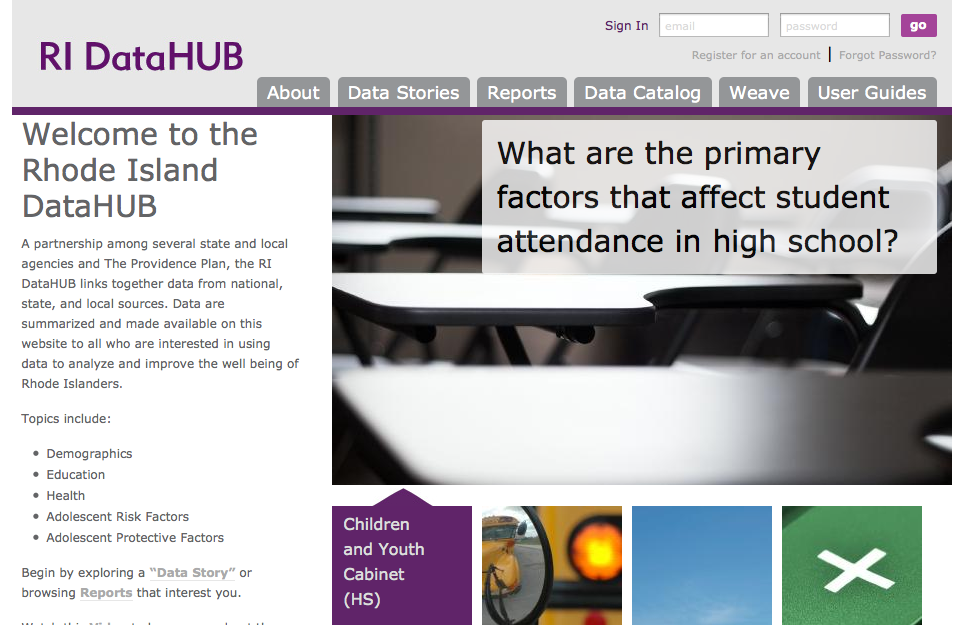 Sign In email password go
RI DataHUB
Register for an account | Forgot Password?
About Data Stories Reports Data Catalog Weave User Guides
Welcome to the
Rhode Island
DataHUB
A partnership among several state and local
agencies and The Providence Plan, the RI
DataHUB links together data from national,
state, and local sources. Data are
summarized and made available on this
website to all who are interested in using
data to analyze and improve the well being of
Rhode Islanders.
Topics include:
• Demographics
• Education
• Health
• Adolescent Risk Factors
• Adolescent Protective Factors
Begin by exploring a “Data Story” or
browsing Reports that interest you.
What are the primary
factors that affect student
attendance in high school?
Children
and Youth
Cabinet
(HS)